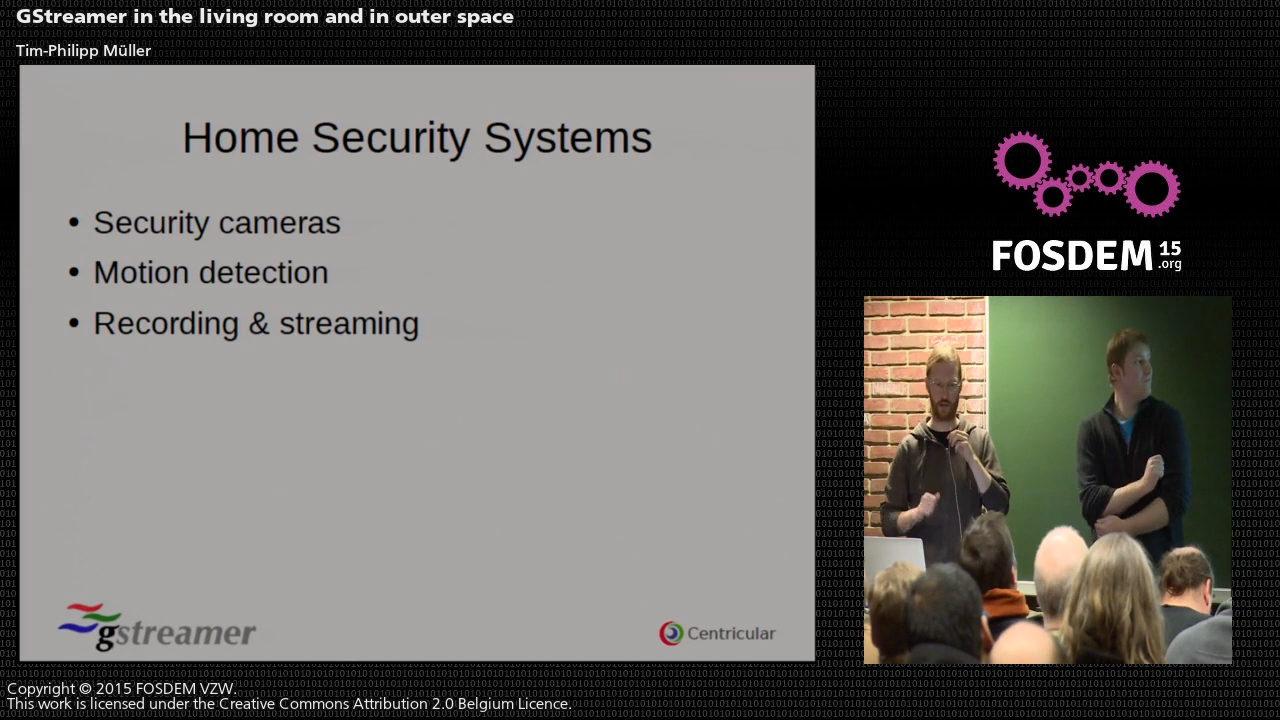 GStreamer in the living room and in outer space
Tim-Philipp Müller
Home Security Systems
• Security cameras
• Motion detection
• Recording & streaming
gstreamer
Centricular
FOSDEM 15
.org
Copyright © 2015 FOSDEM VZW.
This work is licensed under the Creative Commons Attribution 2.0 Belgium Licence.